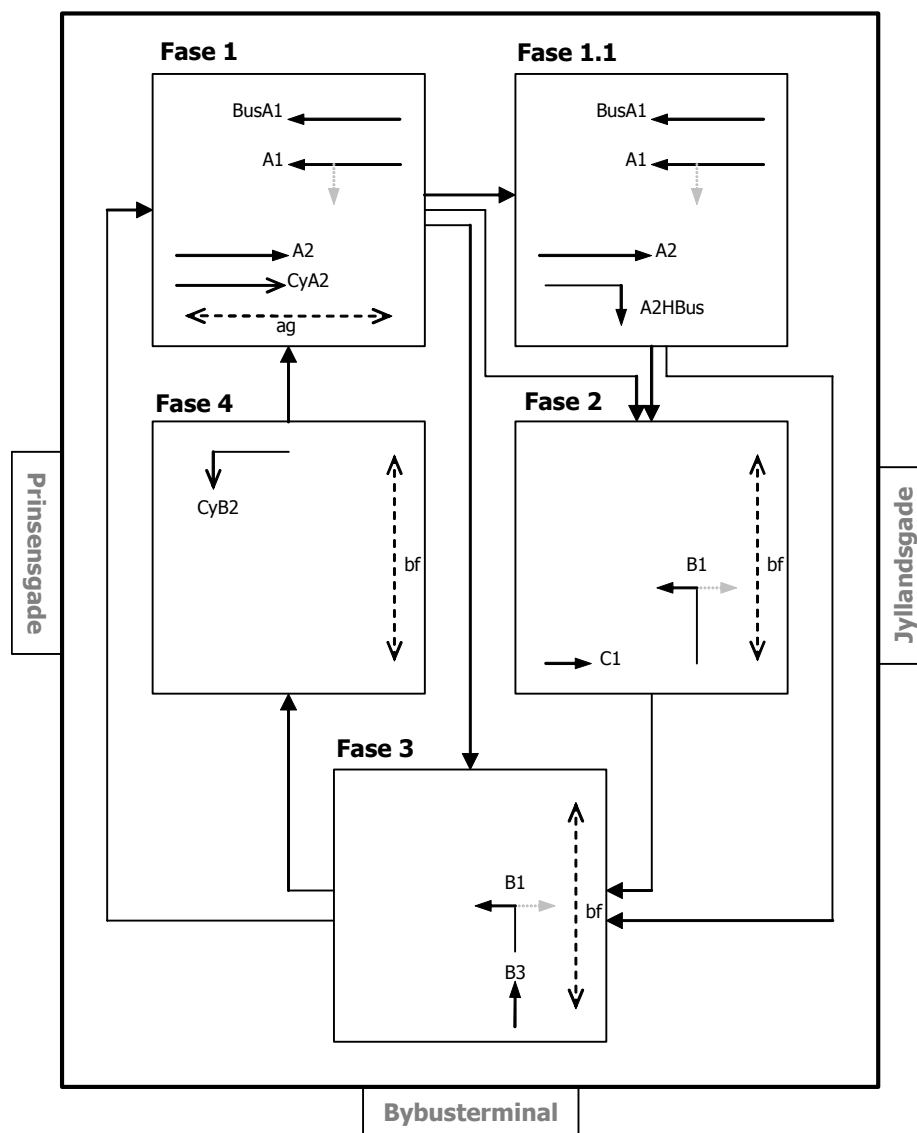 Fase 1
BusA1
A1
A2
CyA2
ag
Fase 1.1
BusA1
A1
A2
A2HBus
Fase 4
CyB2
bf
Fase 2
B1
bf
C1
Fase 3
B1
bf
B3
Prinsensgade
Jyllandsgade
Bybusterminal